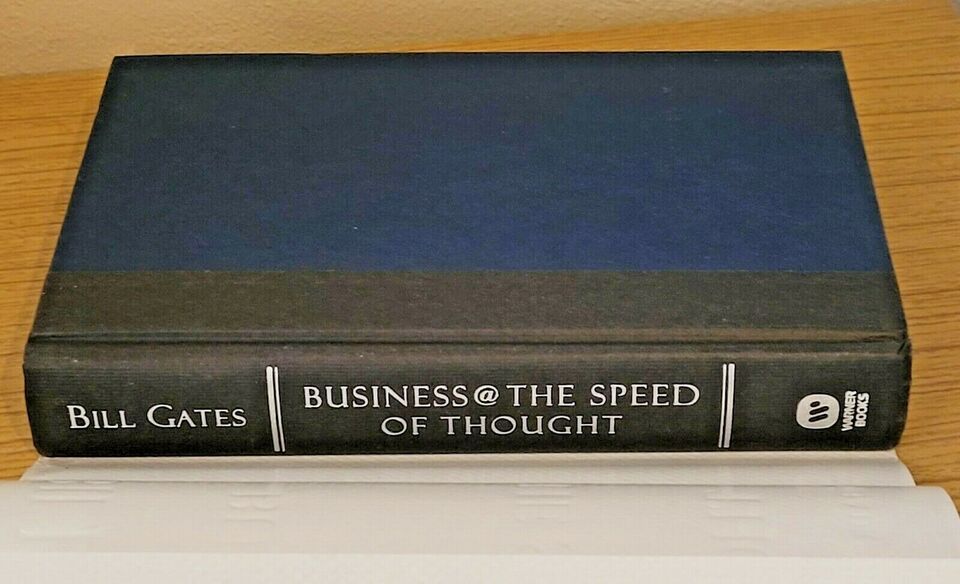 BILL GATES
BUSINESS @ THE SPEED
OF THOUGHT
WARNER
BOOKS